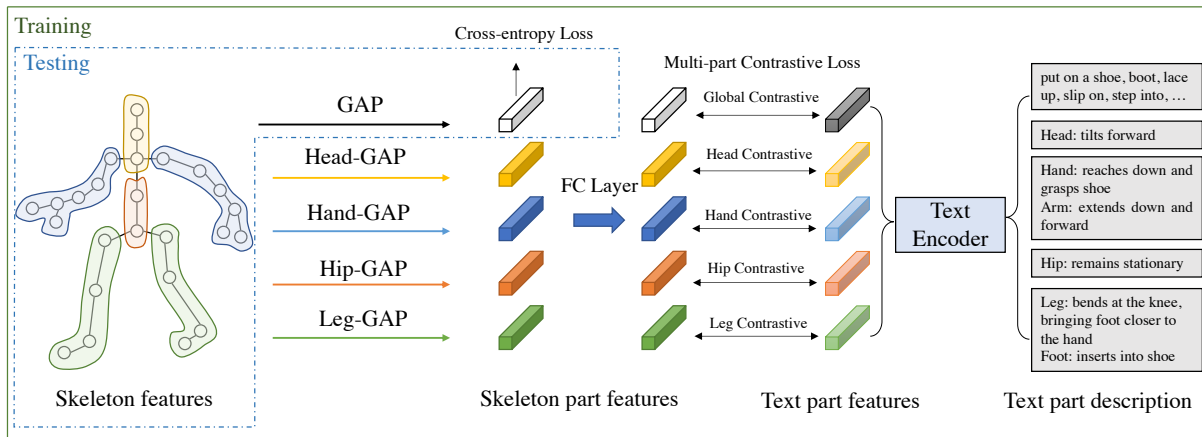 Training
Testing
Cross-entropy Loss
GAP
Head-GAP
Hand-GAP
Hip-GAP
Leg-GAP
FC Layer
Multi-part Contrastive Loss
Global Contrastive
Head Contrastive
Hand Contrastive
Hip Contrastive
Leg Contrastive
Text
Encoder
put on a shoe, boot, lace
up, slip on, step into, …
Head: tilts forward
Hand: reaches down and
grasps shoe
Arm: extends down and
forward
Hip: remains stationary
Leg: bends at the knee,
bringing foot closer to
the hand
Foot: inserts into shoe
Skeleton features
Skeleton part features
Text part features
Text part description